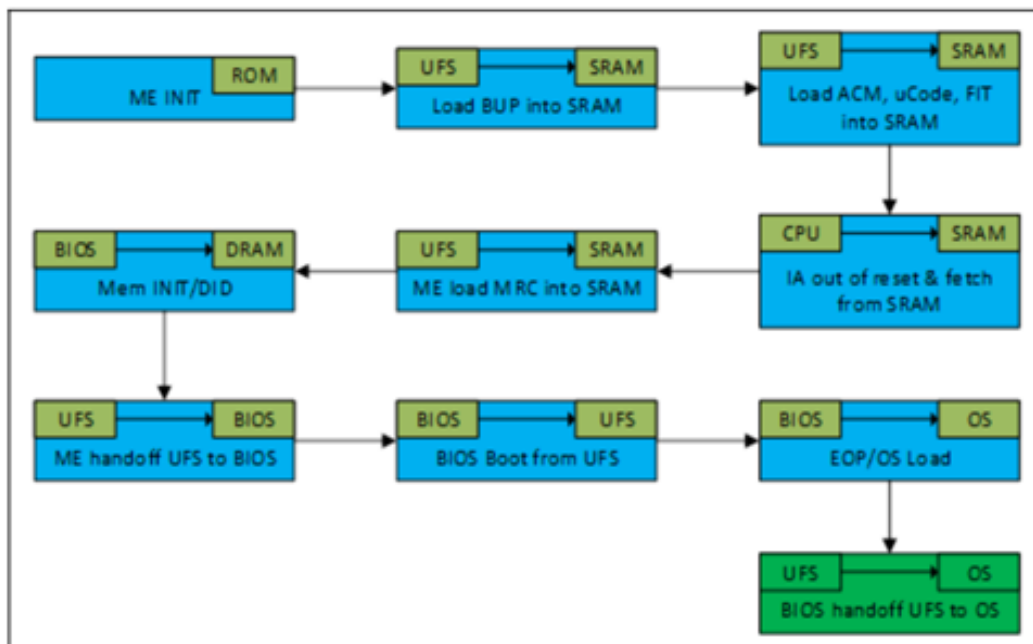 ROM
ME INIT
UFS SRAM
Load BUP into SRAM
UFS SRAM
Load ACM, uCode, FIT
into SRAM
CPU SRAM
IA out of reset & fetch
from SRAM
UFS SRAM
ME load MRC into SRAM
BIOS DRAM
Mem INIT/DID
UFS BIOS
ME handoff UFS to BIOS
BIOS UFS
BIOS Boot from UFS
BIOS OS
EOP/OS Load
UFS OS
BIOS handoff UFS to OS